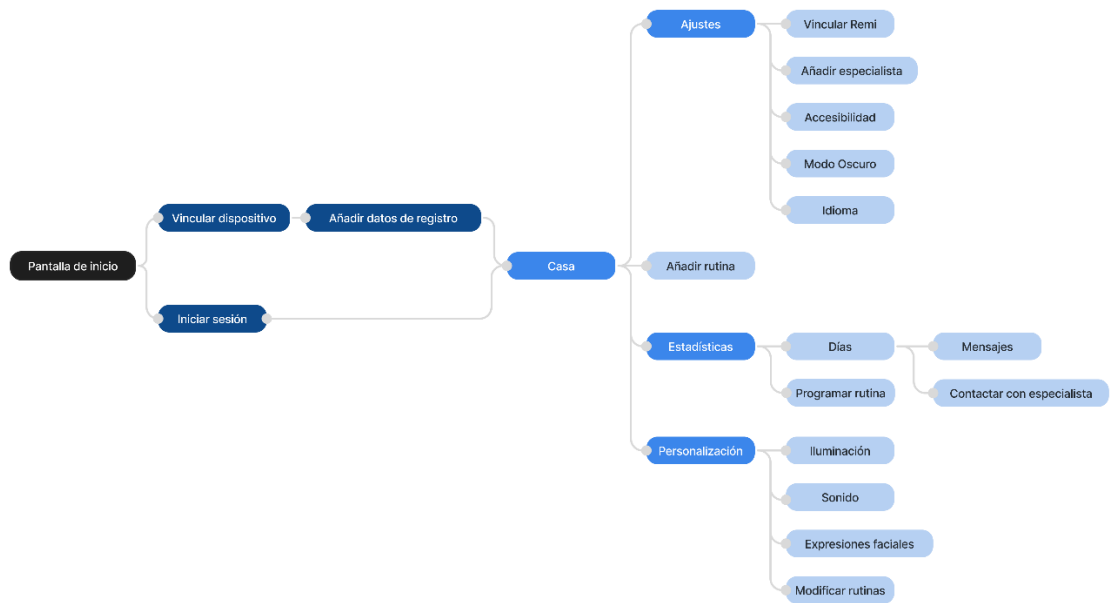 Pantalla de inicio
Vincular dispositivo
Añadir datos de registro
Iniciar sesión
Casa
Ajustes
Vincular Remi
Añadir especialista
Accesibilidad
Modo Oscuro
Idioma
Añadir rutina
Estadísticas
Días
Mensajes
Contactar con especialista
Programar rutina
Personalización
Iluminación
Sonido
Expresiones faciales
Modificar rutinas